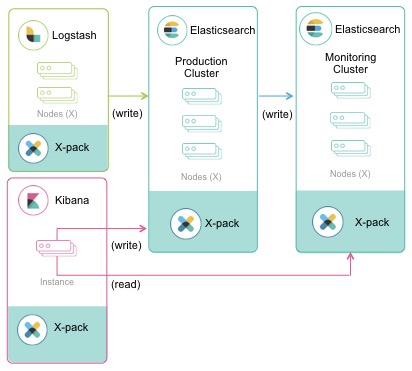 Logstash
Nodes (X)
X-pack
(write)
Elasticsearch
Production
Cluster
Nodes (X)
X-pack
(write)
Elasticsearch
Monitoring
Cluster
Nodes (X)
X-pack
Kibana
Instance
X-pack
(write)
(read)